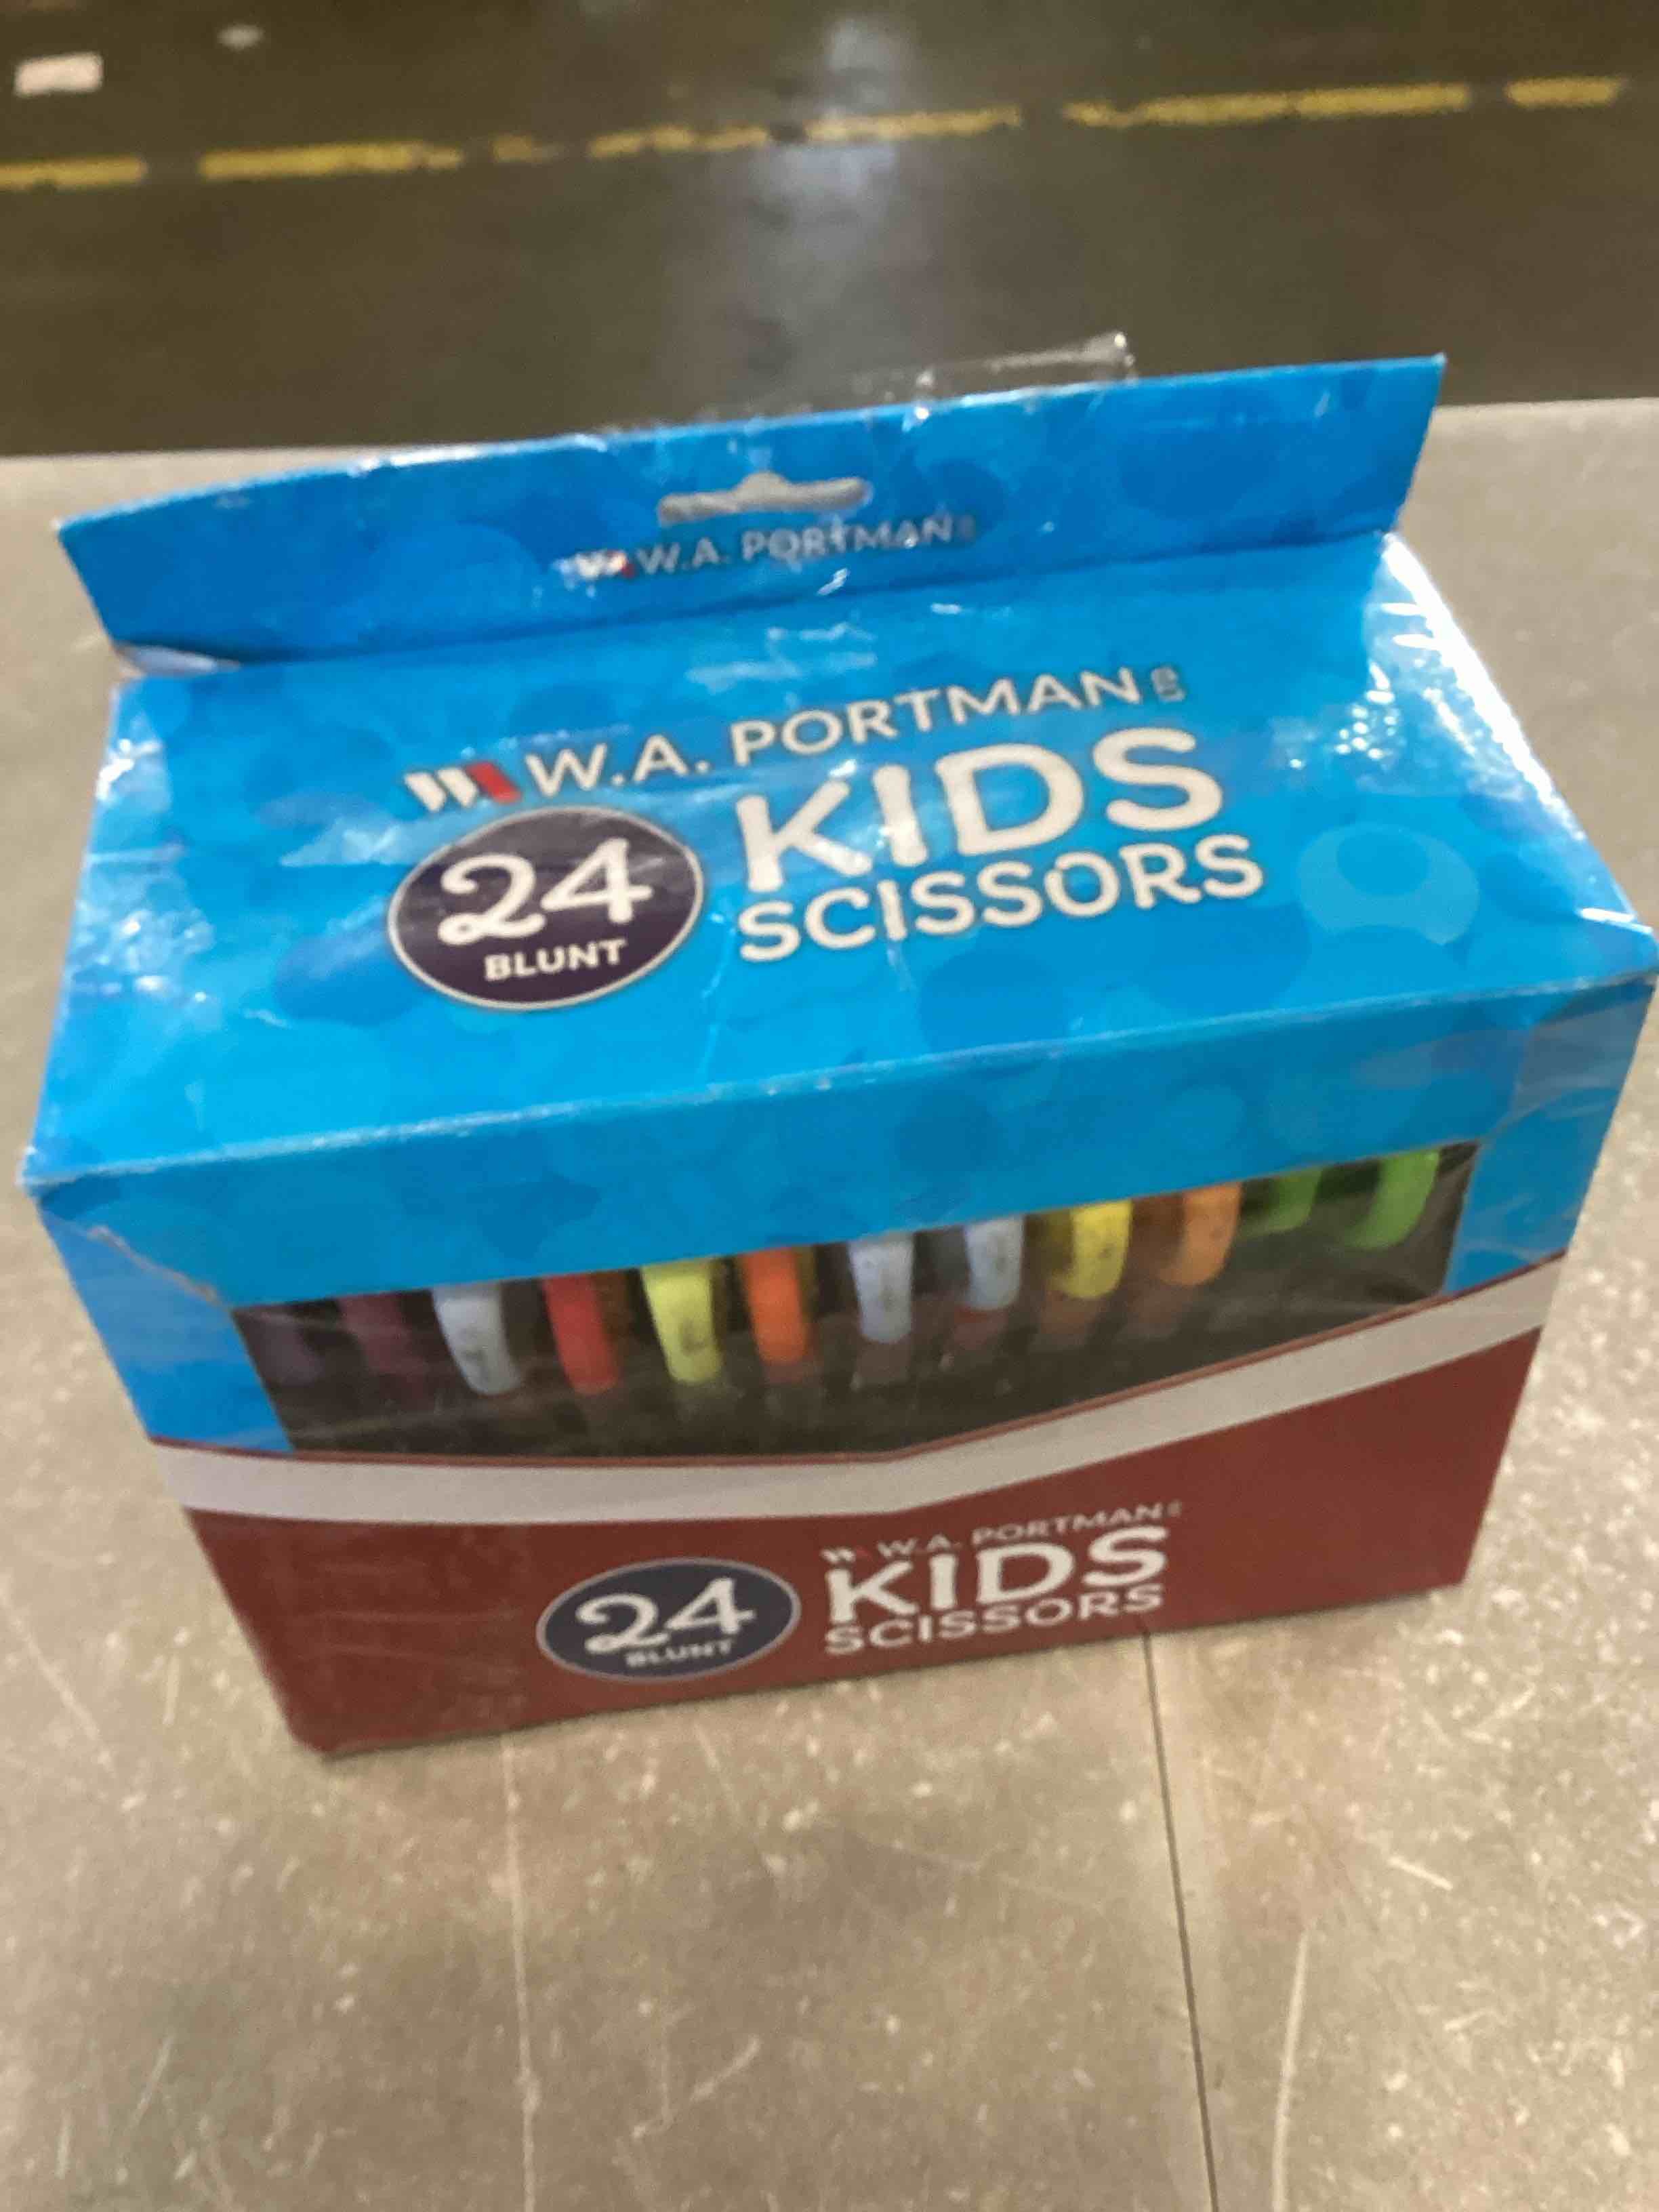 W.A. PORTMAN
W.A. PORTMAN
24
BLUNT
KIDS
SCISSORS
W.A. PORTMAN
24
BLUNT
KIDS
SCISSORS